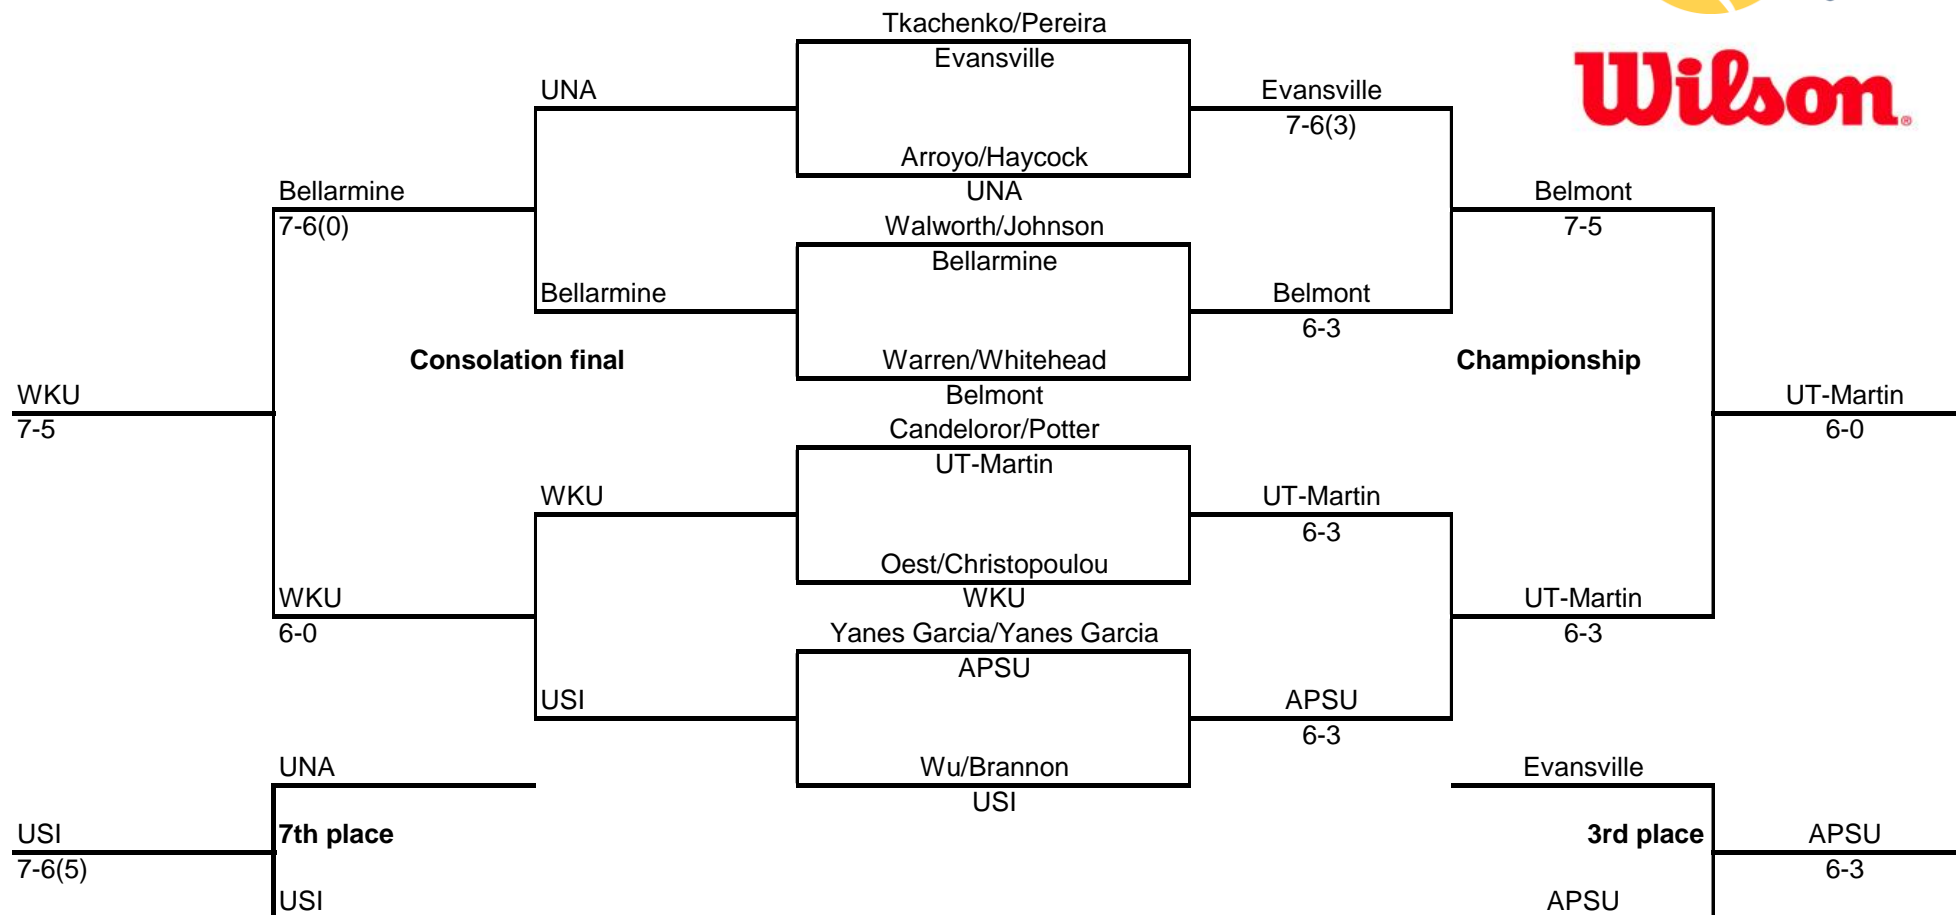 Tkachenko/Pereira
Evansville
UNA
Evansville
7-6(3)
Wilson
Arroyo/Haycock
UNA
Bellarmine
7-6(0)
Belmont
7-5
Walworth/Johnson
Bellarmine
Bellarmine
Belmont
6-3
Consolation final
Warren/Whitehead
Championship
Belmont
WKU
7-5
UT-Martin
6-0
Candeloror/Potter
UT-Martin
WKU
UT-Martin
6-3
Oest/Christopoulou
WKU
WKU
6-0
UT-Martin
6-3
Yanes Garcia/Yanes Garcia
APSU
USI
APSU
6-3
UNA
Wu/Brannon
USI
Evansville
USI
7-6(5)
7th place
3rd place
APSU
6-3
USI
APSU